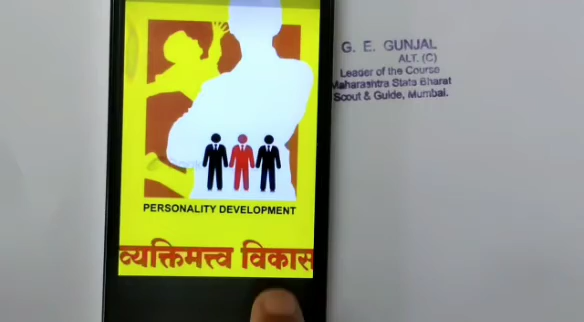 PERSONALITY DEVELOPMENT
व्यक्तिमत्त्व विकास
G. E. GUNJAL
ALT. (C)
Leader of the Course
Maharashtra State Bharat
Scout & Guide, Mumbai.